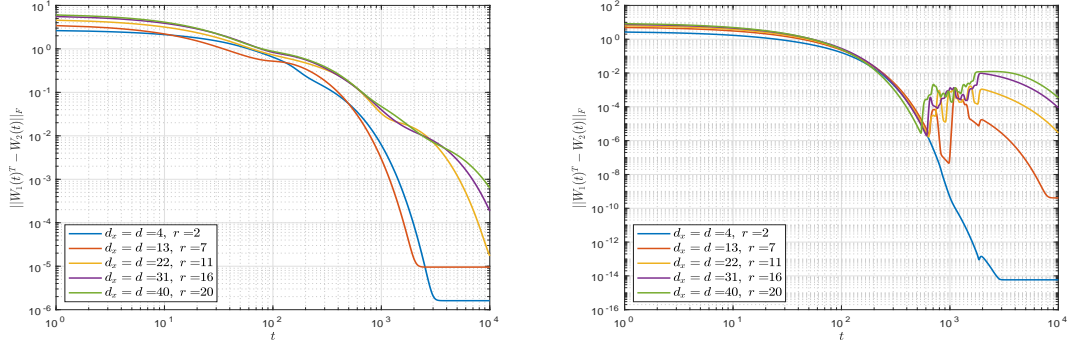 ||W_1(t)^T − W_2(t)||_F
10^2
10^1
10^0
10^-1
10^-2
10^-3
10^-4
10^-5
10^-6
d_x = d =4, r =2
d_x = d =13, r =7
d_x = d =22, r =11
d_x = d =31, r =16
d_x = d =40, r =20
10^0
10^1
10^2
10^3
10^4
t
||W_1(t)^T − W_2(t)||_F
10^2
10^0
10^-2
10^-4
10^-6
10^-8
10^-10
10^-12
10^-14
10^-16
d_x = d =4, r =2
d_x = d =13, r =7
d_x = d =22, r =11
d_x = d =31, r =16
d_x = d =40, r =20
10^0
10^1
10^2
10^3
10^4
t